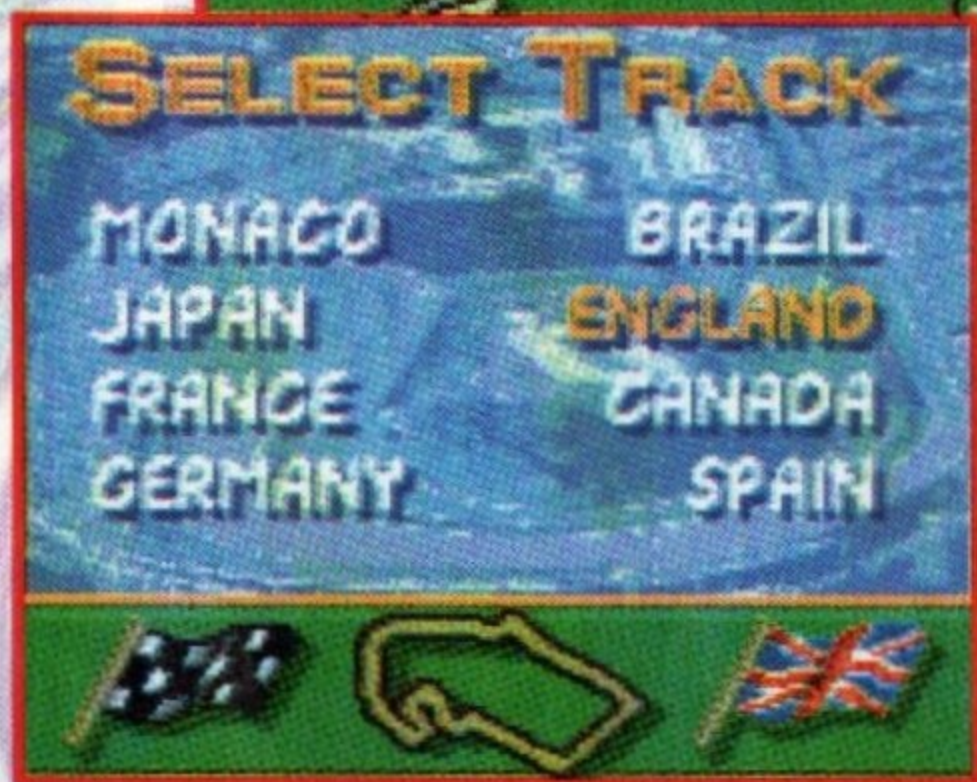 SELECT TRACK
MONACO BRAZIL
JAPAN ENGLAND
FRANCE CANADA
GERMANY SPAIN